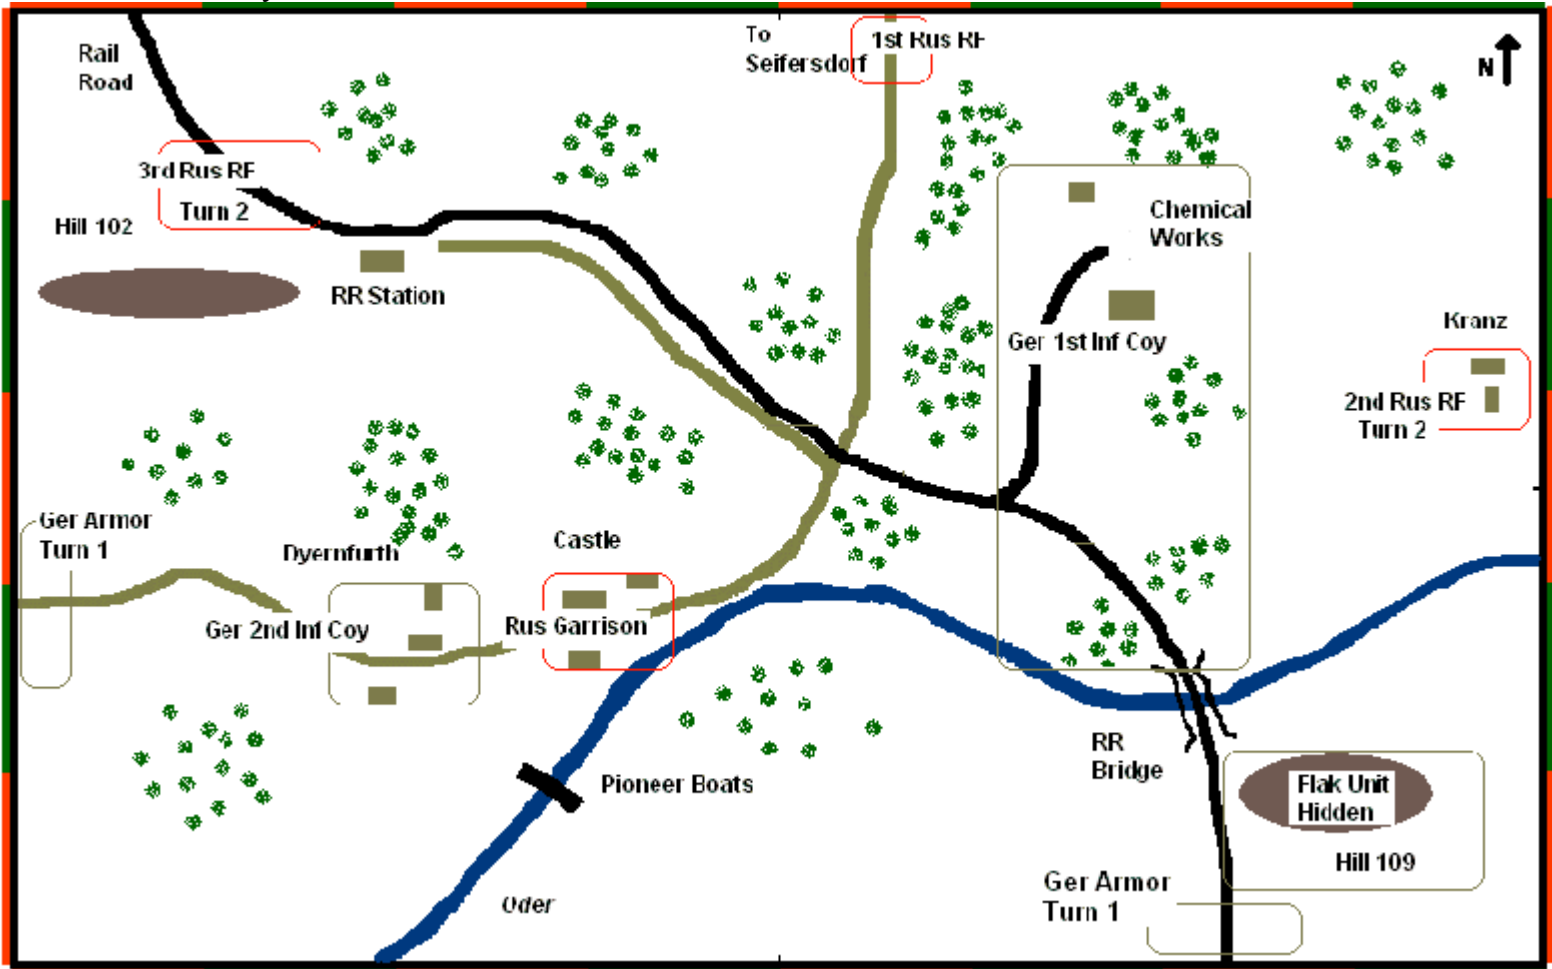 Rail
Road
To
Seifersdorf
1st Rus RF
N
3rd Rus RF
Turn 2
Hill 102
RR Station
Chemical
Works
Ger 1st Inf Coy
Kranz
2nd Rus RF
Turn 2
Ger Armor
Turn 1
Dyernfurth
Castle
Ger 2nd Inf Coy
Rus Garrison
RR
Bridge
Pioneer Boats
Flak Unit
Hidden
Hill 109
Ger Armor
Turn 1
Oder